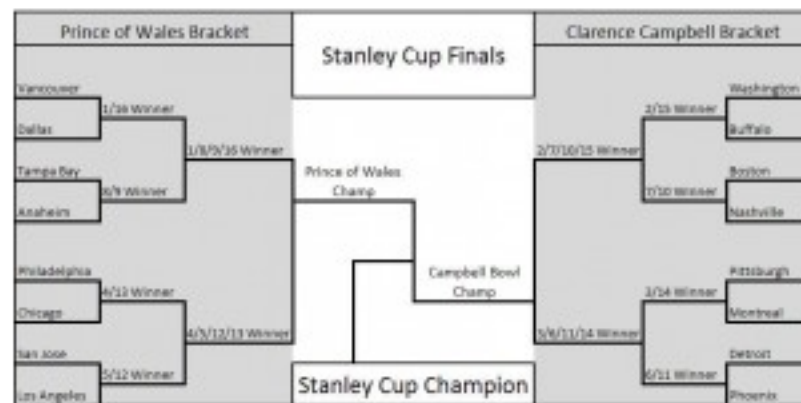 Prince of Wales Bracket
Stanley Cup Finals
Clarence Campbell Bracket
Vancouver
1/16 Winner
Dallas
1/8/9/16 Winner
Tampa Bay
8/9 Winner
Anaheim
Philadelphia
4/13 Winner
Chicago
4/5/12/13 Winner
San Jose
5/12 Winner
Los Angeles
Prince of Wales
Champ
Campbell Bowl
Champ
Stanley Cup Champion
Washington
2/15 Winner
Buffalo
2/7/10/15 Winner
Boston
7/10 Winner
Nashville
Pittsburgh
3/14 Winner
Montreal
3/6/11/14 Winner
Detroit
6/11 Winner
Phoenix